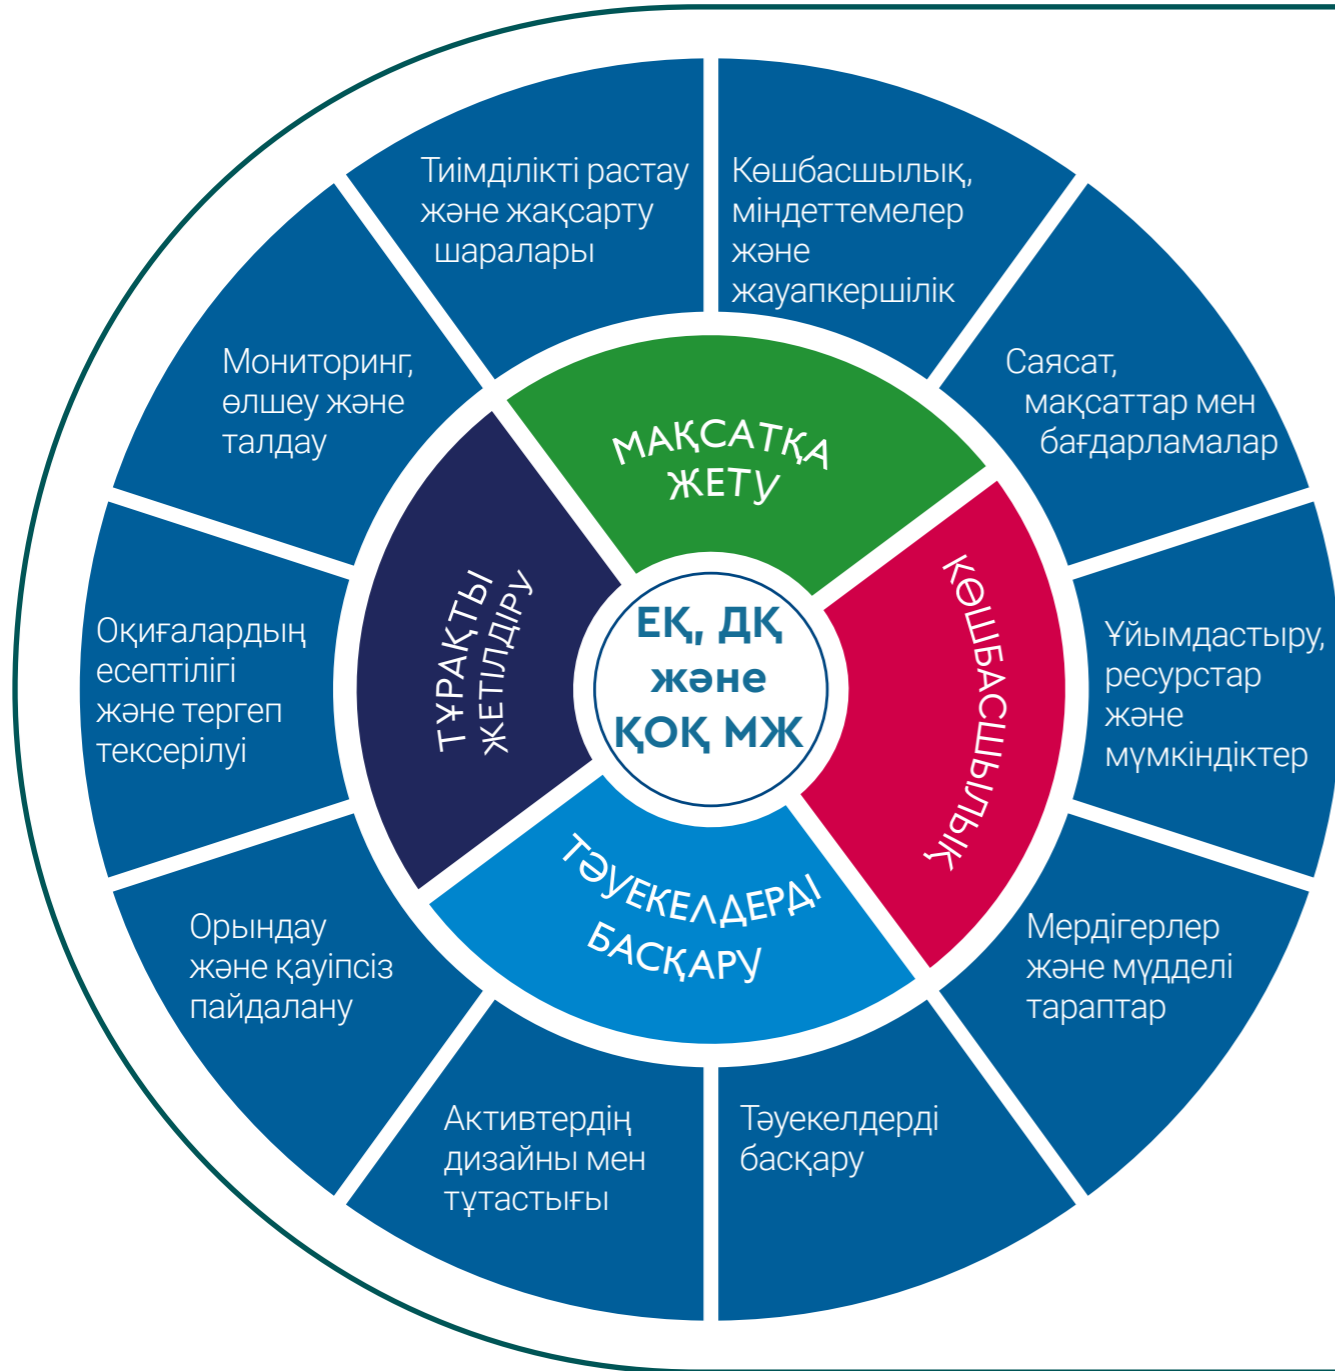 Тиімділікті растау
және жақсарту
шаралары
Көшбасшылық,
міндеттемелер
және
жауапкершілік
Саясат,
мақсаттар мен
бағдарламалар
Ұйымдастыру,
ресурстар
және
мүмкіндіктер
Мердігерлер
және мүдделі
тараптар
Тәуекелдерді
басқару
Активтердің
дизайны мен
тұтастығы
Орындау
және қауіпсіз
пайдалану
Оқиғалардың
есептілігі
және тергеп
тексерілуі
Мониторинг,
өлшеу және
талдау
МАҚСАТҚА
ЖЕТУ
КӨШБАСШЫЛЫҚ
ТӘУЕКЕЛДЕРДІ
БАСҚАРУ
ТҰРАҚТЫ
ЖЕТІЛДІРУ
ЕҚ, ДҚ
және
ҚОҚ МЖ